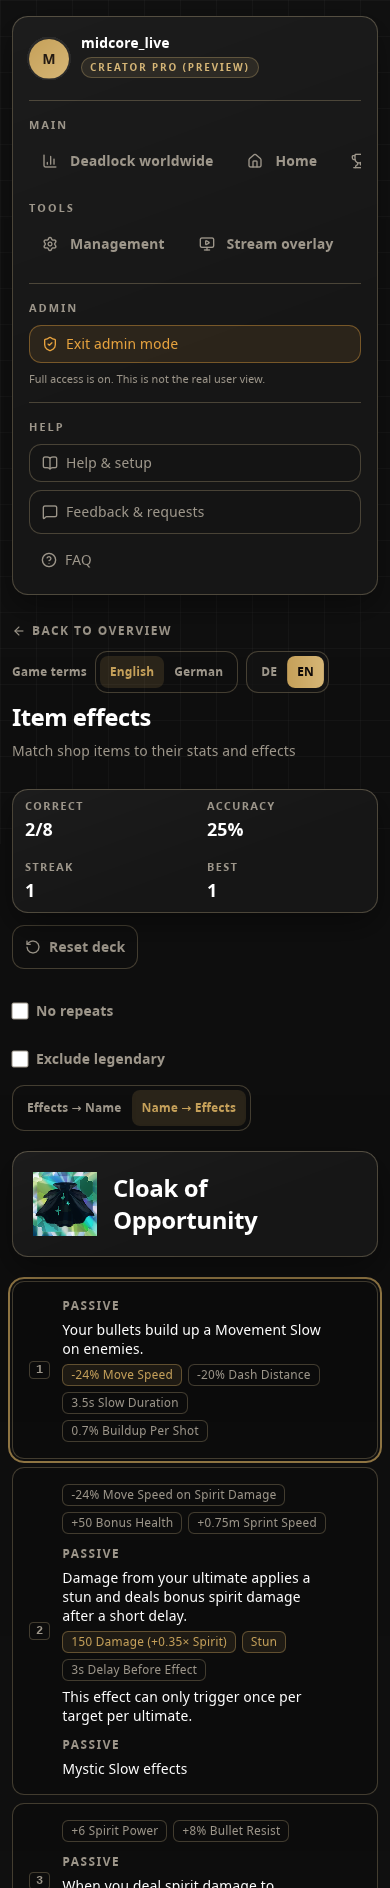 M
midcore_live
CREATOR PRO (PREVIEW)
MAIN
Deadlock worldwide
Home
TOOLS
Management
Stream overlay
ADMIN
Exit admin mode
Full access is on. This is not the real user view.
HELP
Help & setup
Feedback & requests
FAQ
← BACK TO OVERVIEW
Game terms English German DE EN
Item effects
Match shop items to their stats and effects
CORRECT ACCURACY
2/8 25%
STREAK BEST
1 1
Reset deck
No repeats
Exclude legendary
Effects → Name Name → Effects
Cloak of
Opportunity
1
PASSIVE
Your bullets build up a Movement Slow
on enemies.
-24% Move Speed -20% Dash Distance
3.5s Slow Duration
0.7% Buildup Per Shot
2
-24% Move Speed on Spirit Damage
+50 Bonus Health +0.75m Sprint Speed
PASSIVE
Damage from your ultimate applies a
stun and deals bonus spirit damage
after a short delay.
150 Damage (+0.35× Spirit) Stun
3s Delay Before Effect
This effect can only trigger once per
target per ultimate.
PASSIVE
Mystic Slow effects
3
+6 Spirit Power +8% Bullet Resist
PASSIVE
When you deal spirit damage to